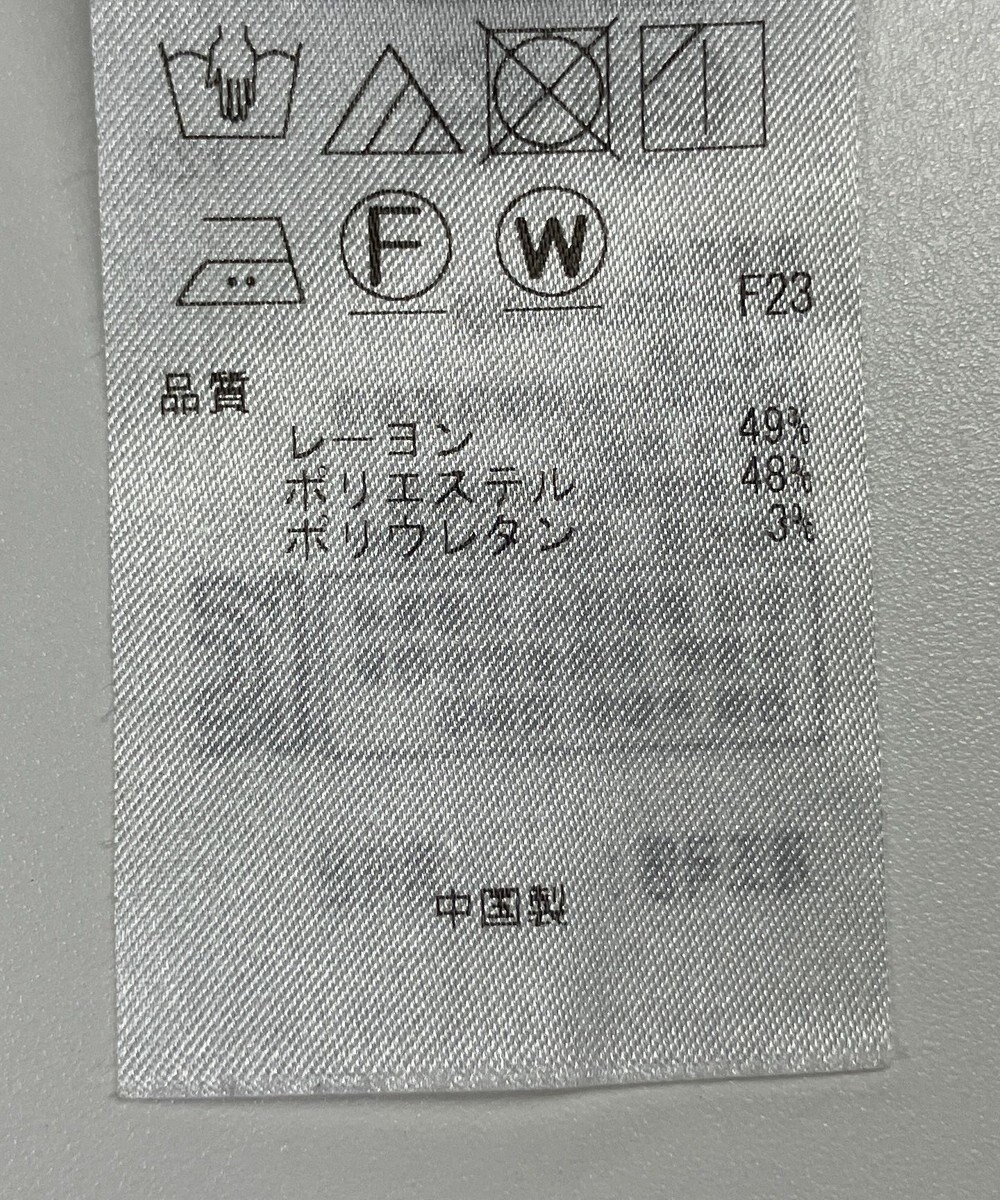 F W
F23
品質
レーヨン 49%
ポリエステル 48%
ポリウレタン 3%
中国製